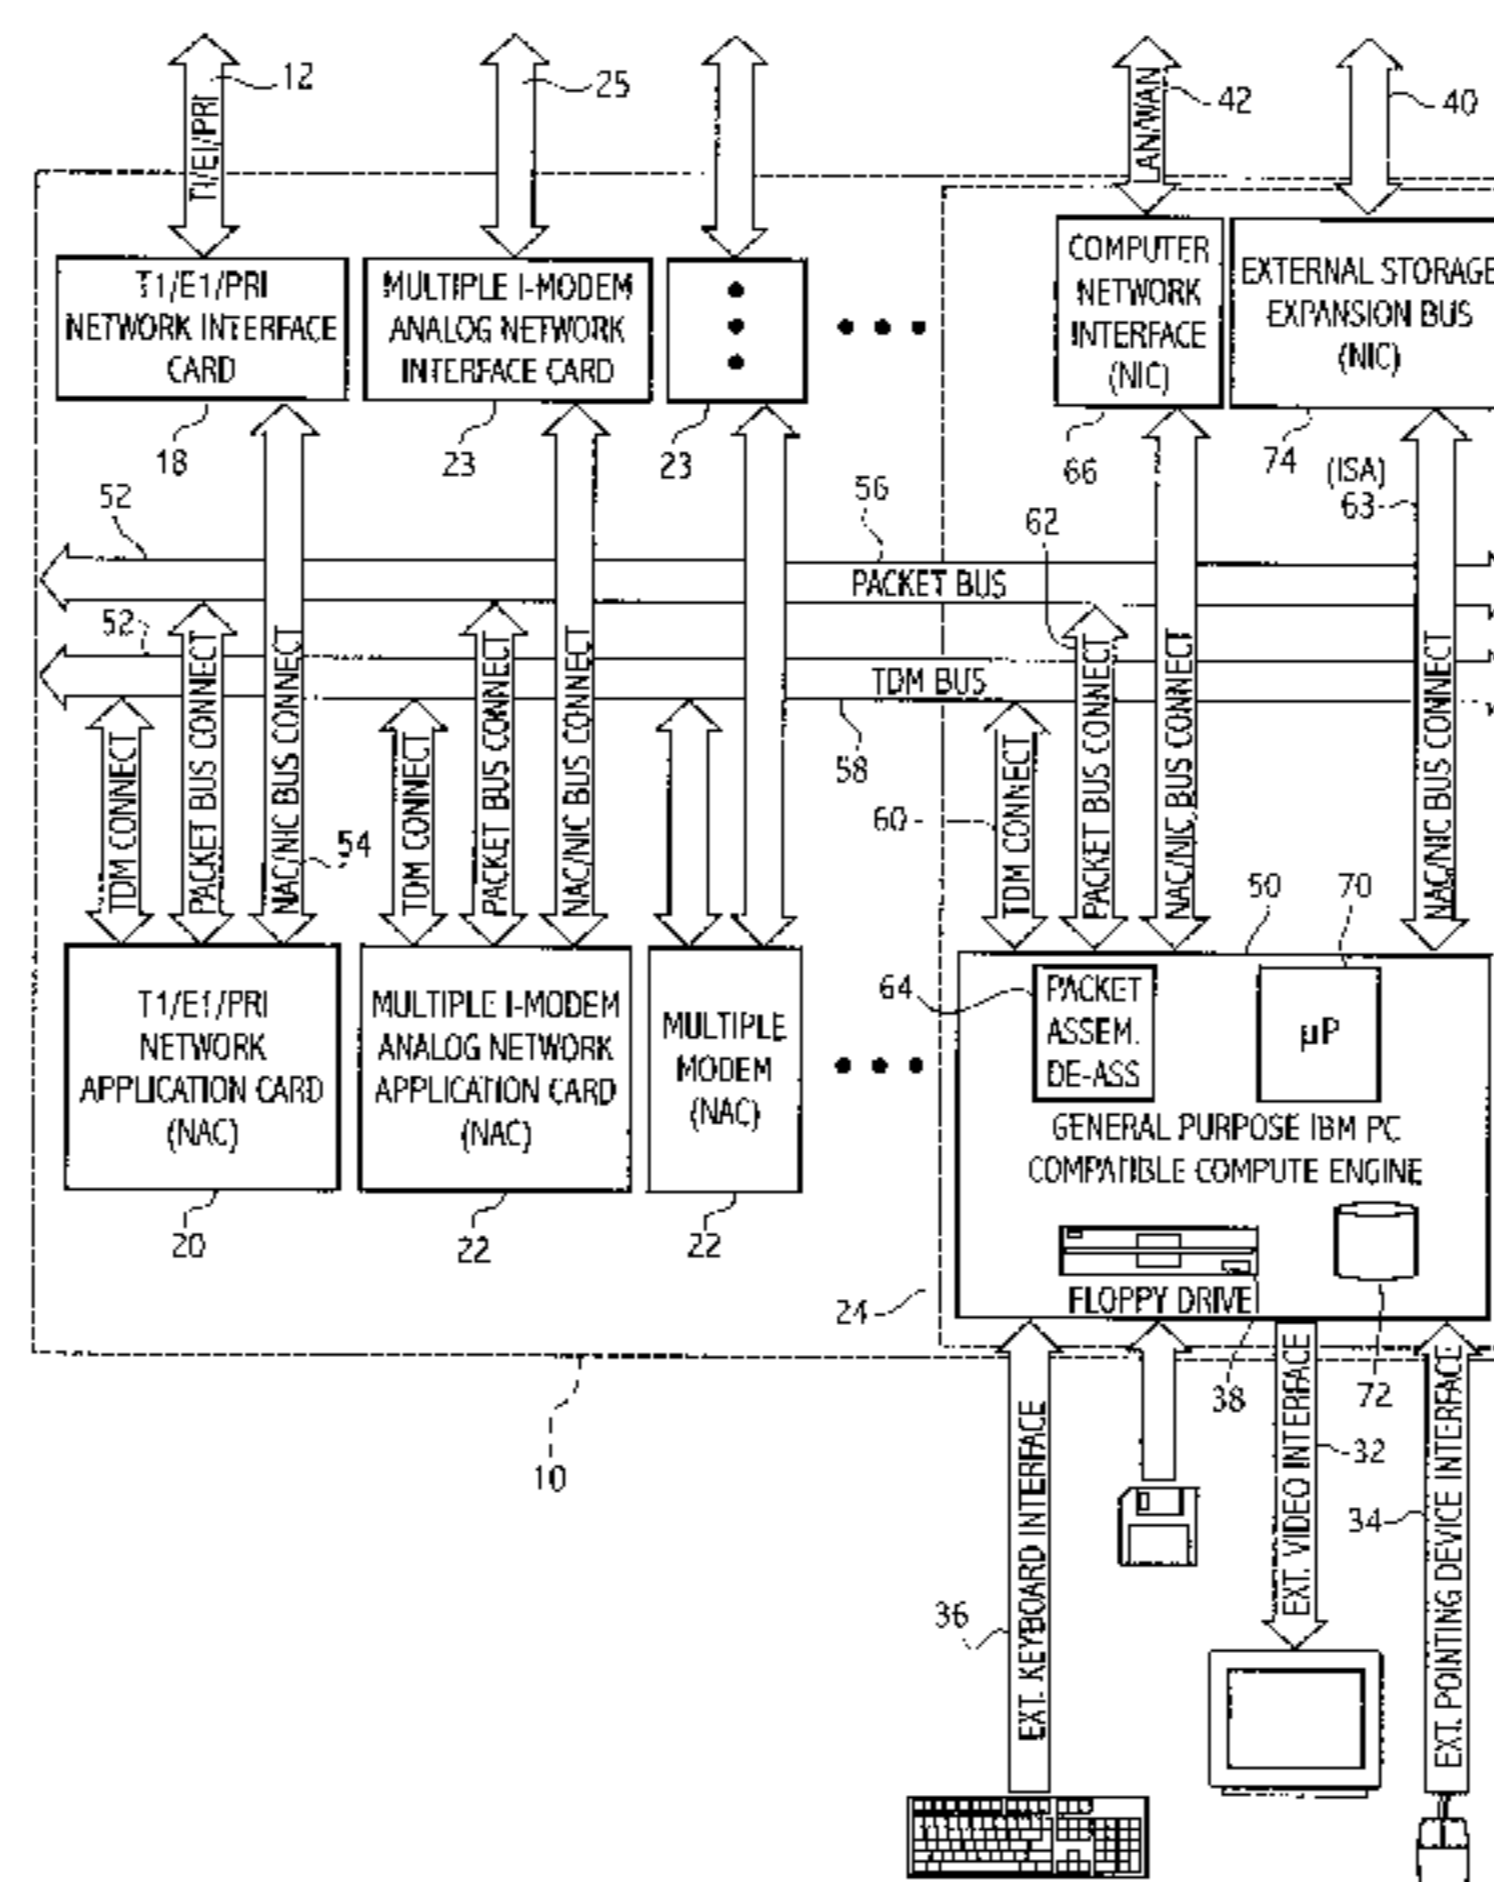 12
25
42
40
T1/E1/PRI
LAN/WAN
T1/E1/PRI
NETWORK INTERFACE
CARD
MULTIPLE I-MODEM
ANALOG NETWORK
INTERFACE CARD
COMPUTER
NETWORK
INTERFACE
(NIC)
EXTERNAL STORAGE
EXPANSION BUS
(NIC)
18
23
23
66
74
(ISA)
63
52
56
62
PACKET BUS
52
TDM BUS
58
60
54
TDM CONNECT
PACKET BUS CONNECT
NAC/NIC BUS CONNECT
TDM CONNECT
PACKET BUS CONNECT
NAC/NIC BUS CONNECT
TDM CONNECT
PACKET BUS CONNECT
NAC/NIC BUS CONNECT
NAC/NIC BUS CONNECT
50
70
64
T1/E1/PRI
NETWORK
APPLICATION CARD
(NAC)
MULTIPLE I-MODEM
ANALOG NETWORK
APPLICATION CARD
(NAC)
MULTIPLE
MODEM
(NAC)
PACKET
ASSEM.
DE-ASS
µP
GENERAL PURPOSE IBM PC
COMPATIBLE COMPUTE ENGINE
FLOPPY DRIVE
20
22
22
24
38
72
10
32
34
36
EXT. KEYBOARD INTERFACE
EXT. VIDEO INTERFACE
EXT. POINTING DEVICE INTERFACE